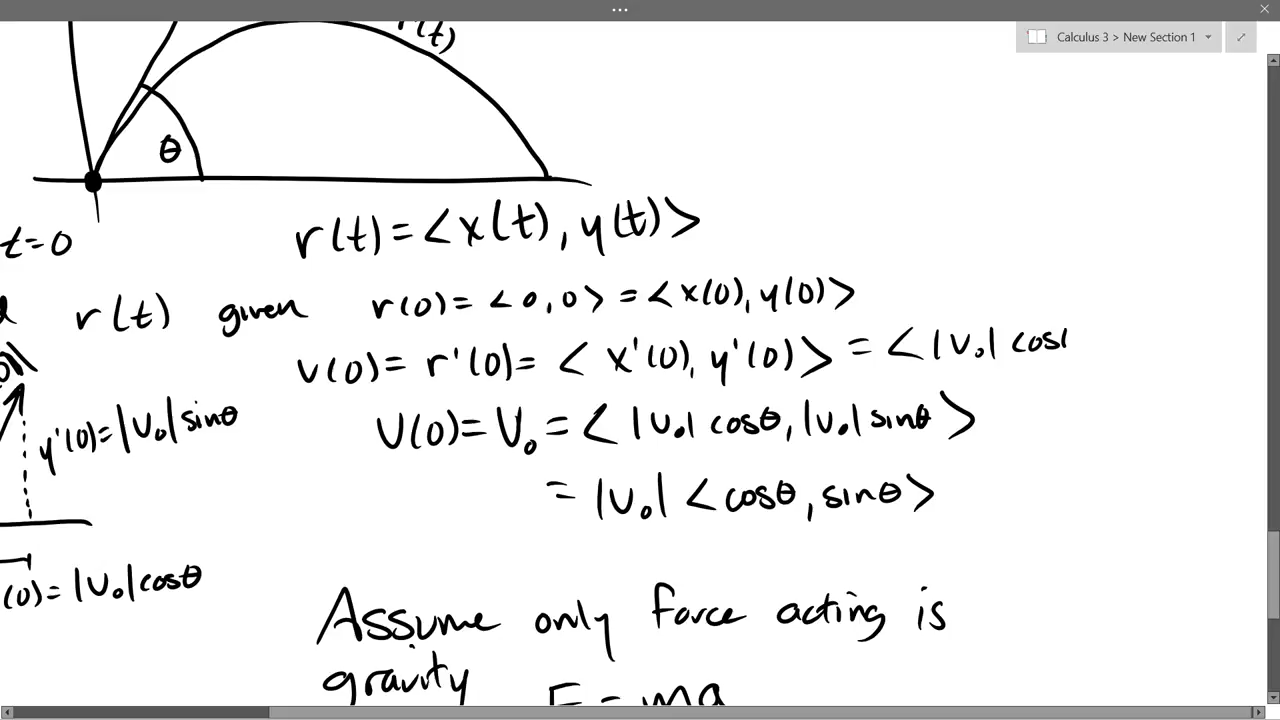 Calculus 3 > New Section 1
r(t)
θ
t=0
r(t) = <x(t), y(t)>
r(t) given r(0) = <0,0> = <x(0), y(0)>
v(0) = r'(0) = <x'(0), y'(0)> = <|v₀| cosθ
y'(0) = |v₀| sinθ
v(0) = v₀ = <|v₀| cosθ, |v₀| sinθ>
= |v₀| <cosθ, sinθ>
(0) = |v₀| cosθ
Assume only force acting is
gravity F = ma